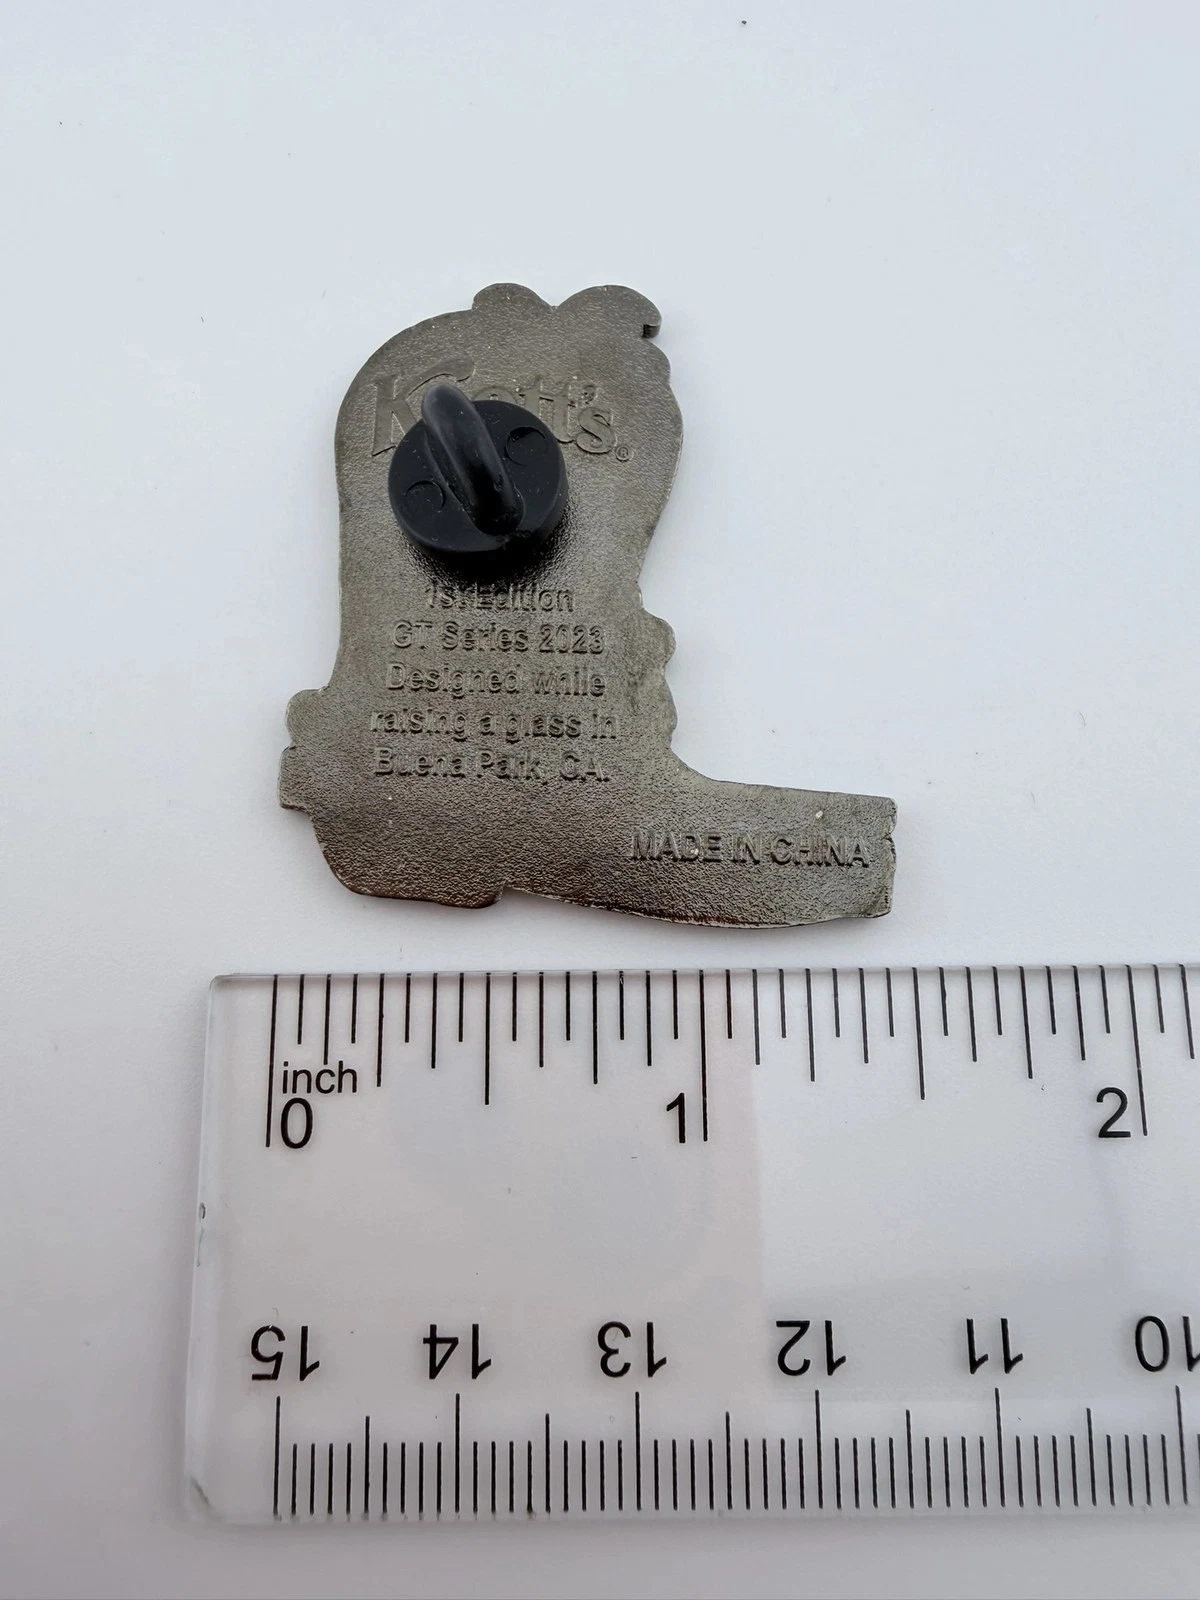 Knott's®
1st Edition
GT Series 2023
Designed while
raising a glass in
Buena Park, CA.
MADE IN CHINA
inch
0 1 2
15 14 13 12 11 10